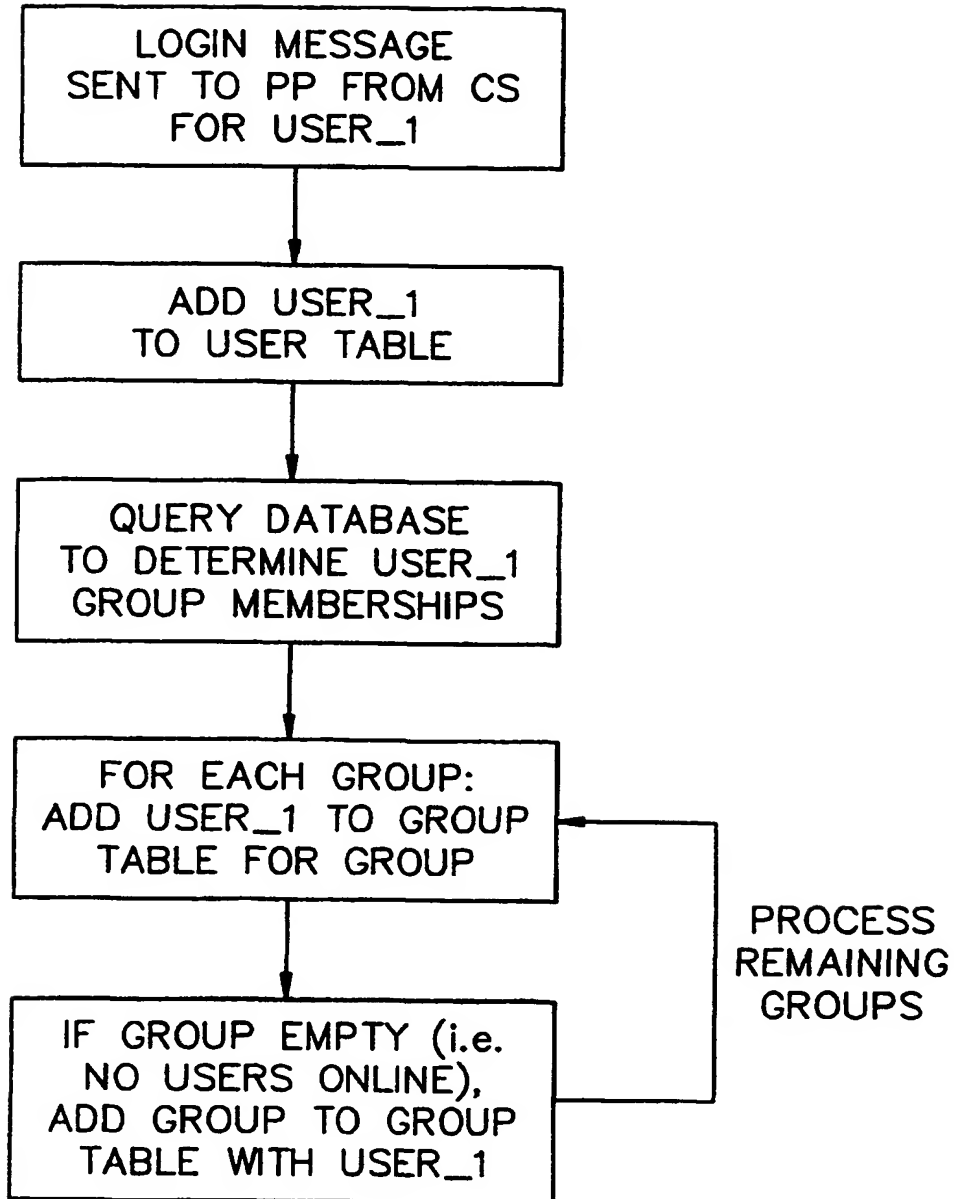 LOGIN MESSAGE
SENT TO PP FROM CS
FOR USER_1
ADD USER_1
TO USER TABLE
QUERY DATABASE
TO DETERMINE USER_1
GROUP MEMBERSHIPS
FOR EACH GROUP:
ADD USER_1 TO GROUP
TABLE FOR GROUP
PROCESS
REMAINING
GROUPS
IF GROUP EMPTY (i.e.
NO USERS ONLINE),
ADD GROUP TO GROUP
TABLE WITH USER_1